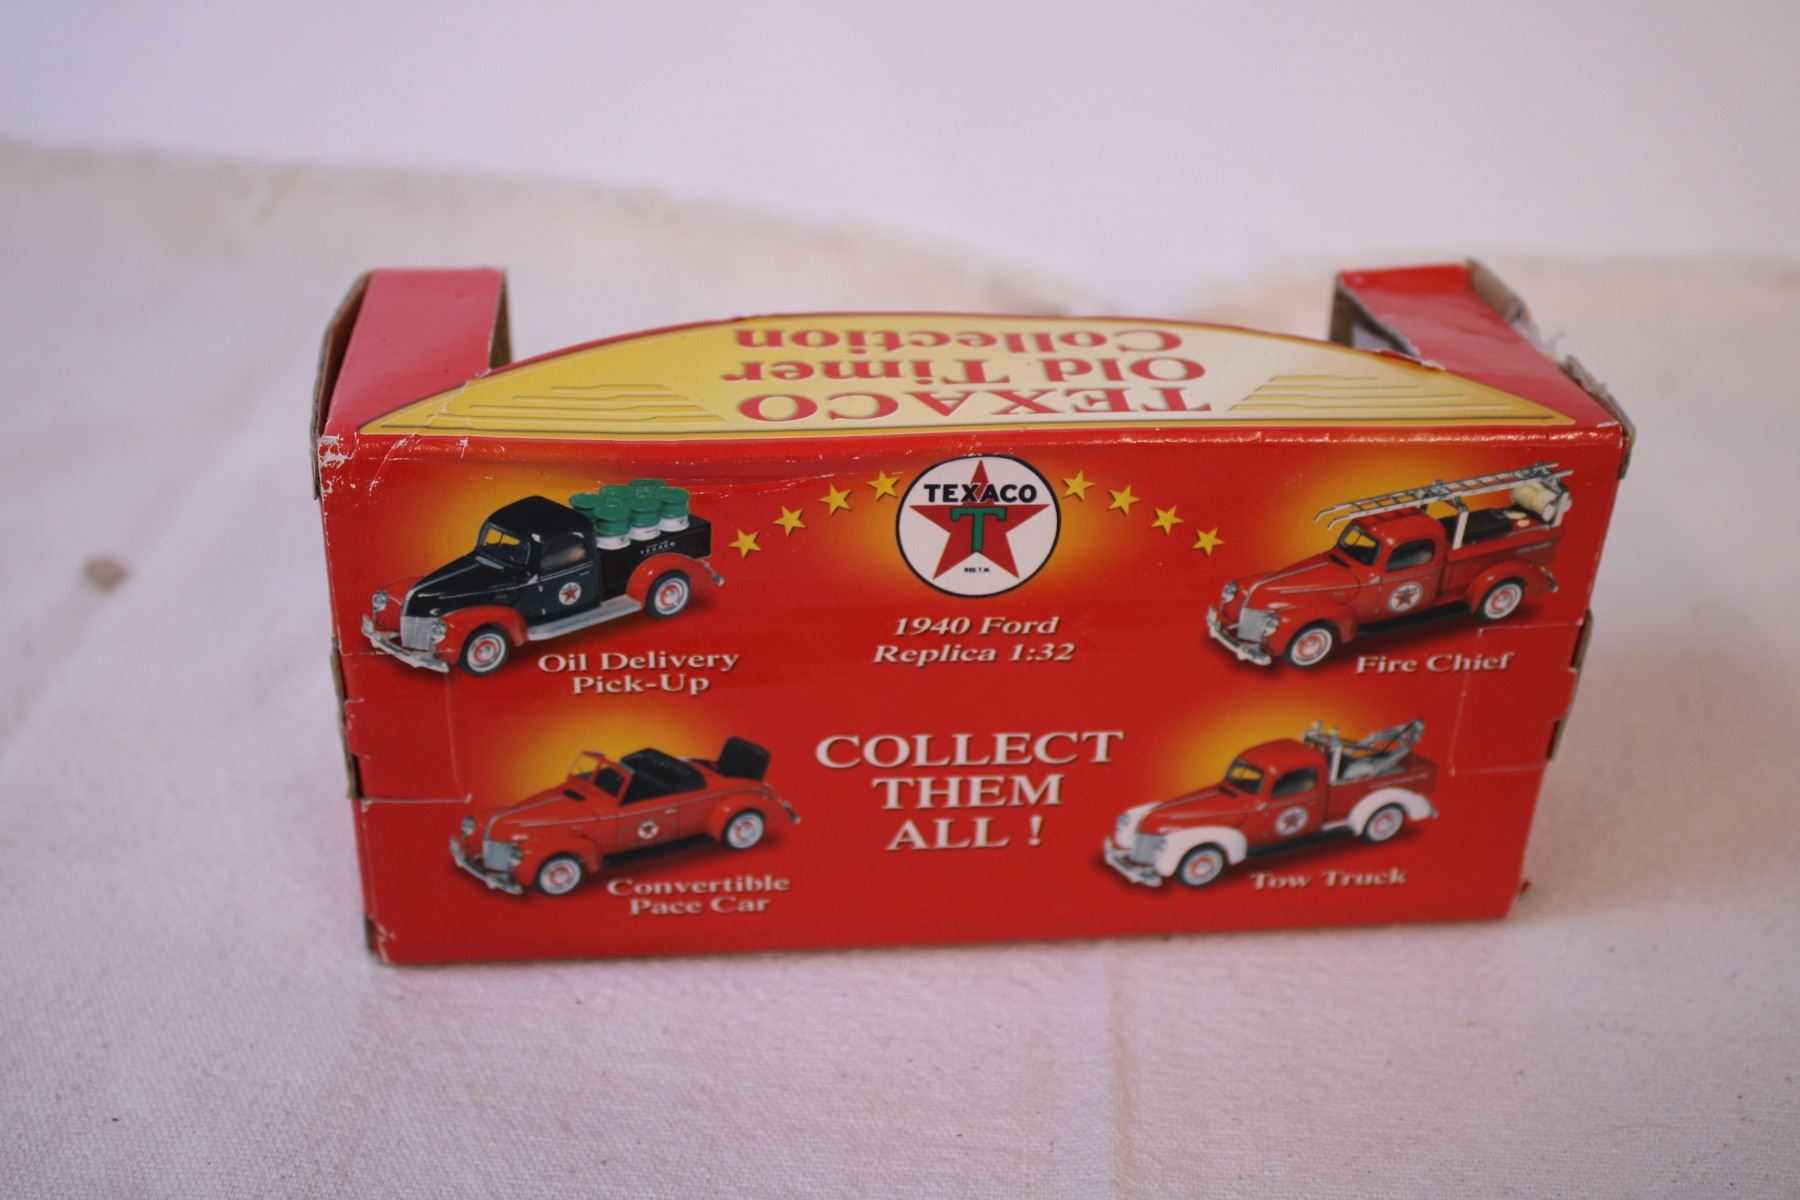 TEXACO
Old Timer
Collection
TEXACO
T
REG. T.M.
1940 Ford
Replica 1:32
Oil Delivery
Pick-Up
TEXACO
Fire Chief
COLLECT
THEM
ALL !
Convertible
Pace Car
Tow Truck